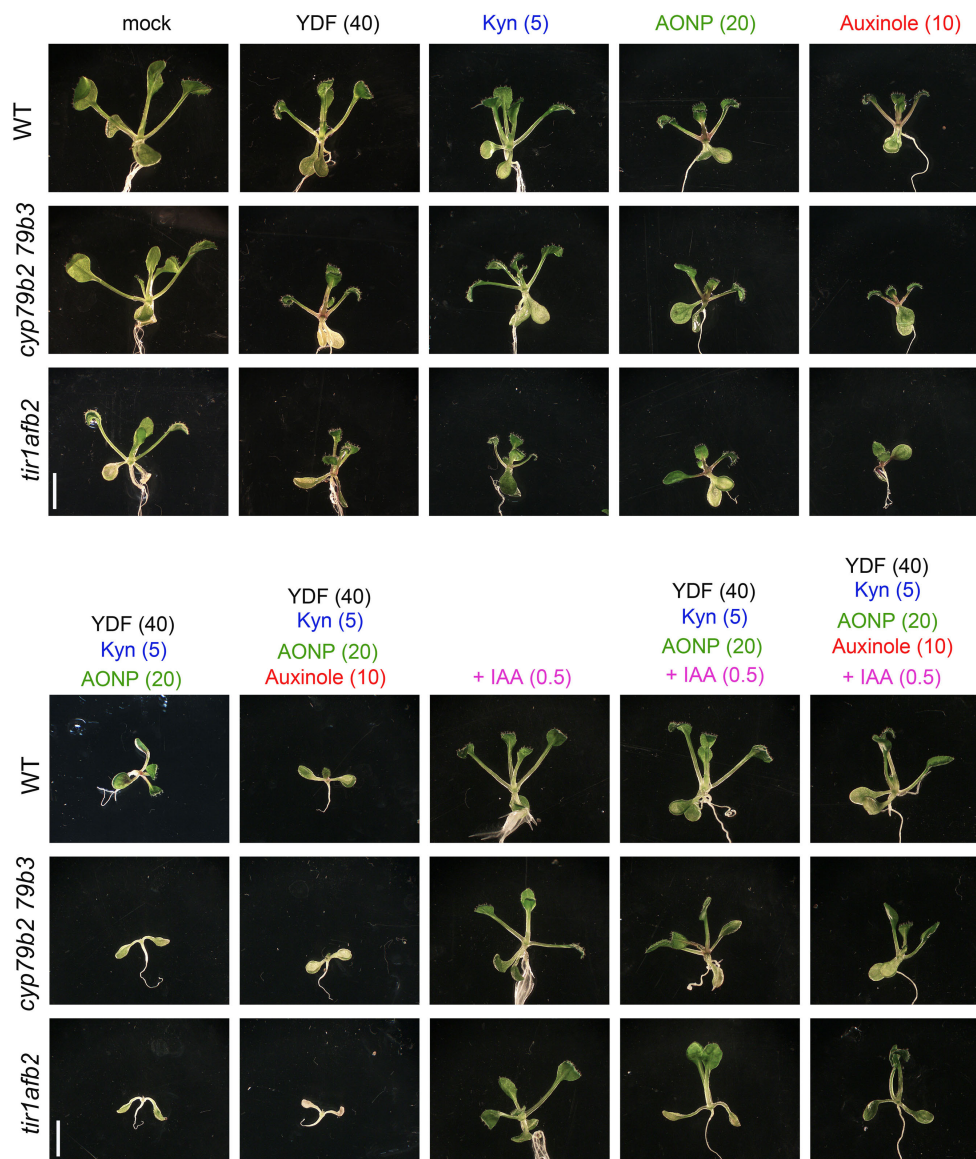 mock YDF (40) Kyn (5) AONP (20) Auxinole (10)
WT
cyp79b2 79b3
tir1afb2
YDF (40)
Kyn (5)
AONP (20)
YDF (40)
Kyn (5)
AONP (20)
Auxinole (10)
+ IAA (0.5)
YDF (40)
Kyn (5)
AONP (20)
+ IAA (0.5)
YDF (40)
Kyn (5)
AONP (20)
Auxinole (10)
+ IAA (0.5)
WT
cyp79b2 79b3
tir1afb2